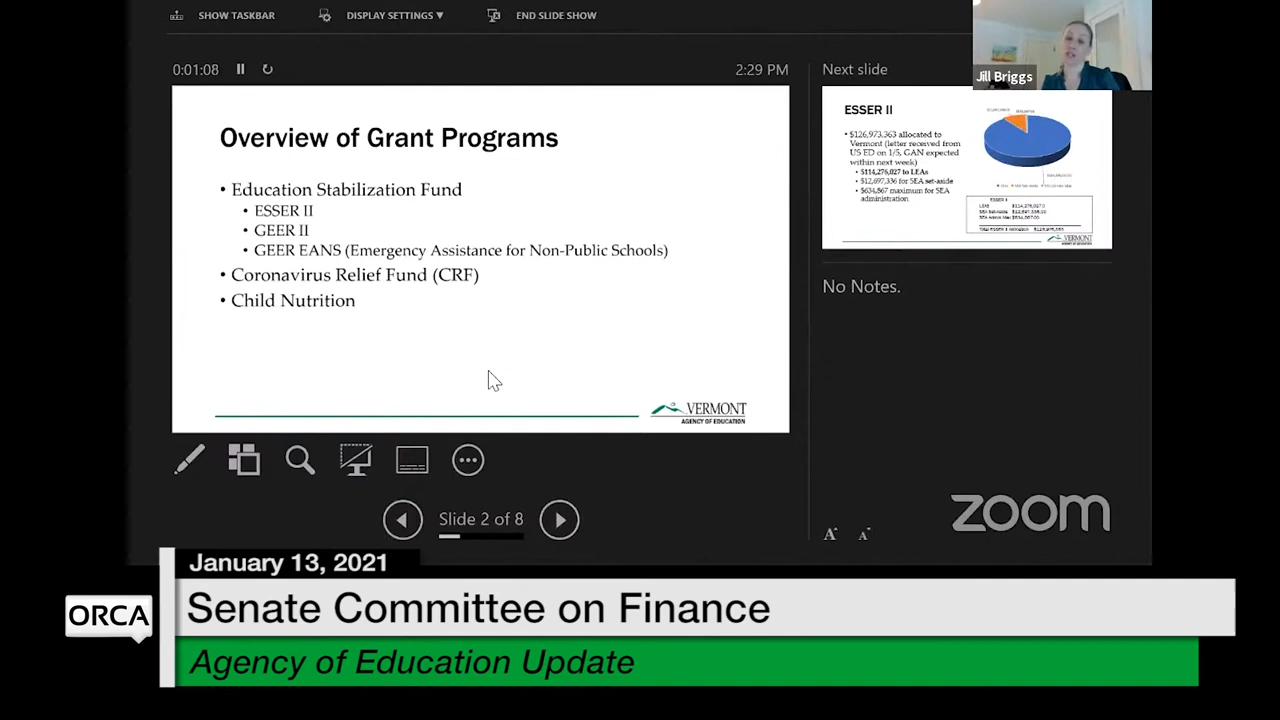 SHOW TASKBAR
DISPLAY SETTINGS ▼
END SLIDE SHOW
0:01:08
2:29 PM
Next slide
Jill Briggs
Overview of Grant Programs
• Education Stabilization Fund
• ESSER II
• GEER II
• GEER EANS (Emergency Assistance for Non-Public Schools)
• Coronavirus Relief Fund (CRF)
• Child Nutrition
VERMONT
AGENCY OF EDUCATION
ESSER II
• $126,973,363 allocated to
Vermont (letter received from
US ED on 1/5, GAN expected
within next week)
• $114,276,027 to LEAs
• $12,697,336 for SEA set-aside
• $634,867 maximum for SEA
administration
ESSER II
VERMONT
No Notes.
Slide 2 of 8
zoom
January 13, 2021
ORCA
Senate Committee on Finance
Agency of Education Update